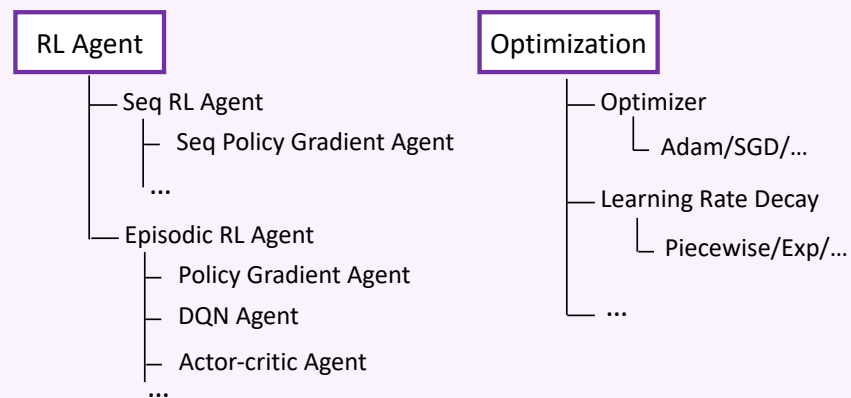 RL Agent
Seq RL Agent
Seq Policy Gradient Agent
...
Episodic RL Agent
Policy Gradient Agent
DQN Agent
Actor-critic Agent
...
Optimization
Optimizer
Adam/SGD/...
Learning Rate Decay
Piecewise/Exp/...
...